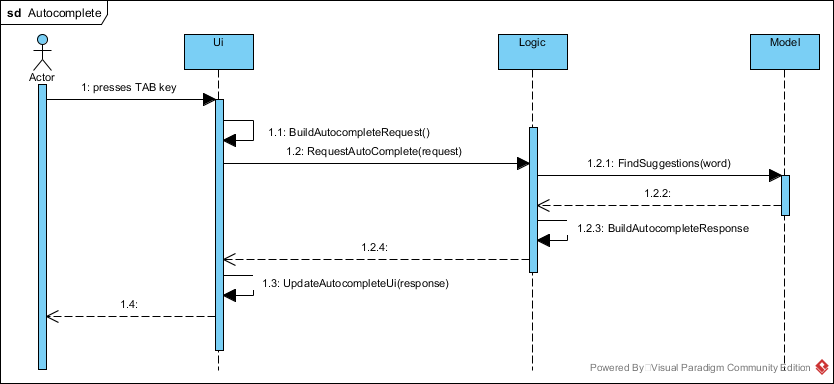 sd Autocomplete
Ui
Logic
Model
Actor
1: presses TAB key
1.1: BuildAutocompleteRequest()
1.2: RequestAutoComplete(request)
1.2.1: FindSuggestions(word)
1.2.2:
1.2.3: BuildAutocompleteResponse
1.2.4:
1.3: UpdateAutocompleteUi(response)
1.4:
Powered By Visual Paradigm Community Edition